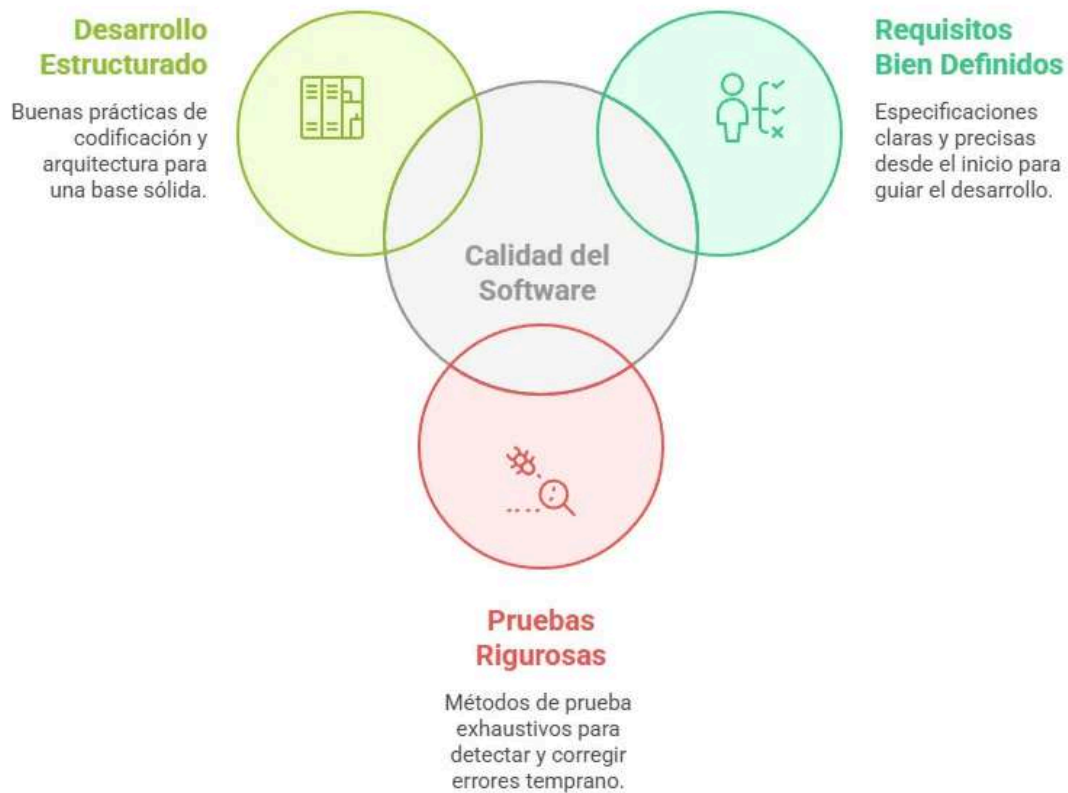 Desarrollo
Estructurado
Buenas prácticas de
codificación y
arquitectura para
una base sólida.
Requisitos
Bien Definidos
Especificaciones
claras y precisas
desde el inicio para
guiar el desarrollo.
Calidad del
Software
Pruebas
Rigurosas
Métodos de prueba
exhaustivos para
detectar y corregir
errores temprano.